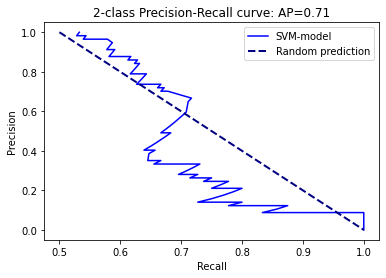 2-class Precision-Recall curve: AP=0.71
SVM-model
Random prediction
1.0
0.8
0.6
0.4
0.2
0.0
Precision
0.5 0.6 0.7 0.8 0.9 1.0
Recall